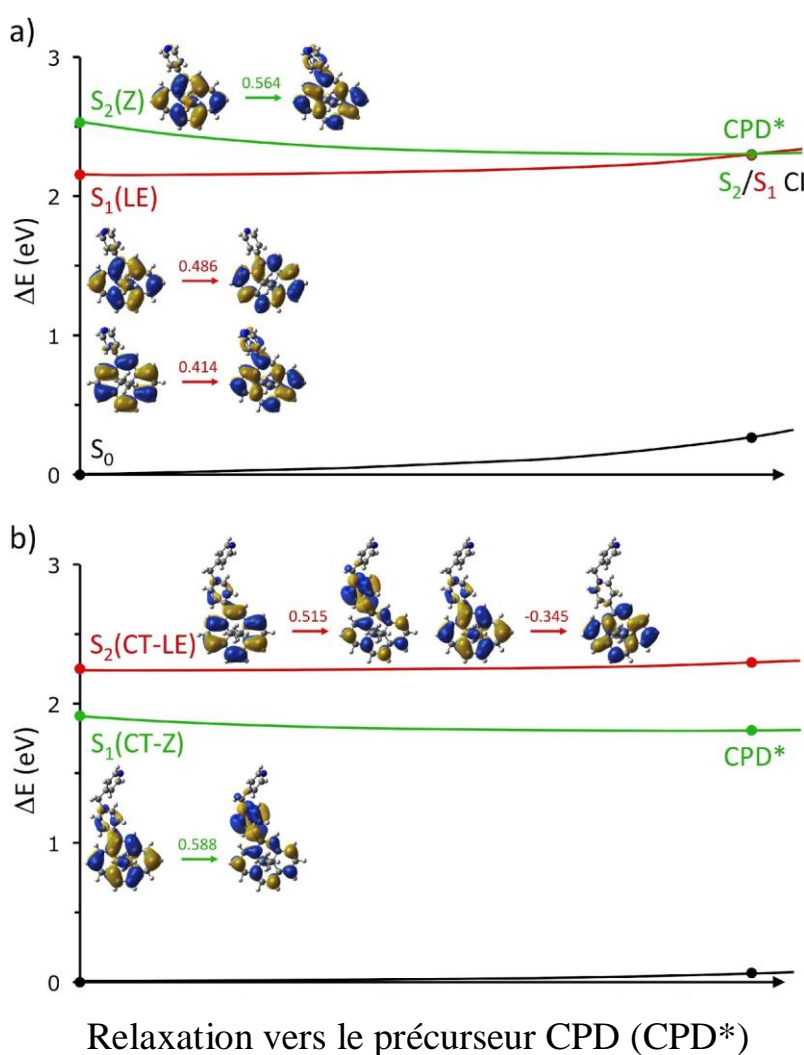 a)
3
S₂(Z)
0.564
CPD*
S₂/S₁ CI
2
S₁(LE)
ΔE (eV)
0.486
0.414
1
S₀
0
b)
3
0.515
-0.345
S₂(CT-LE)
2
S₁(CT-Z)
CPD*
ΔE (eV)
1
0.588
0
Relaxation vers le précurseur CPD (CPD*)